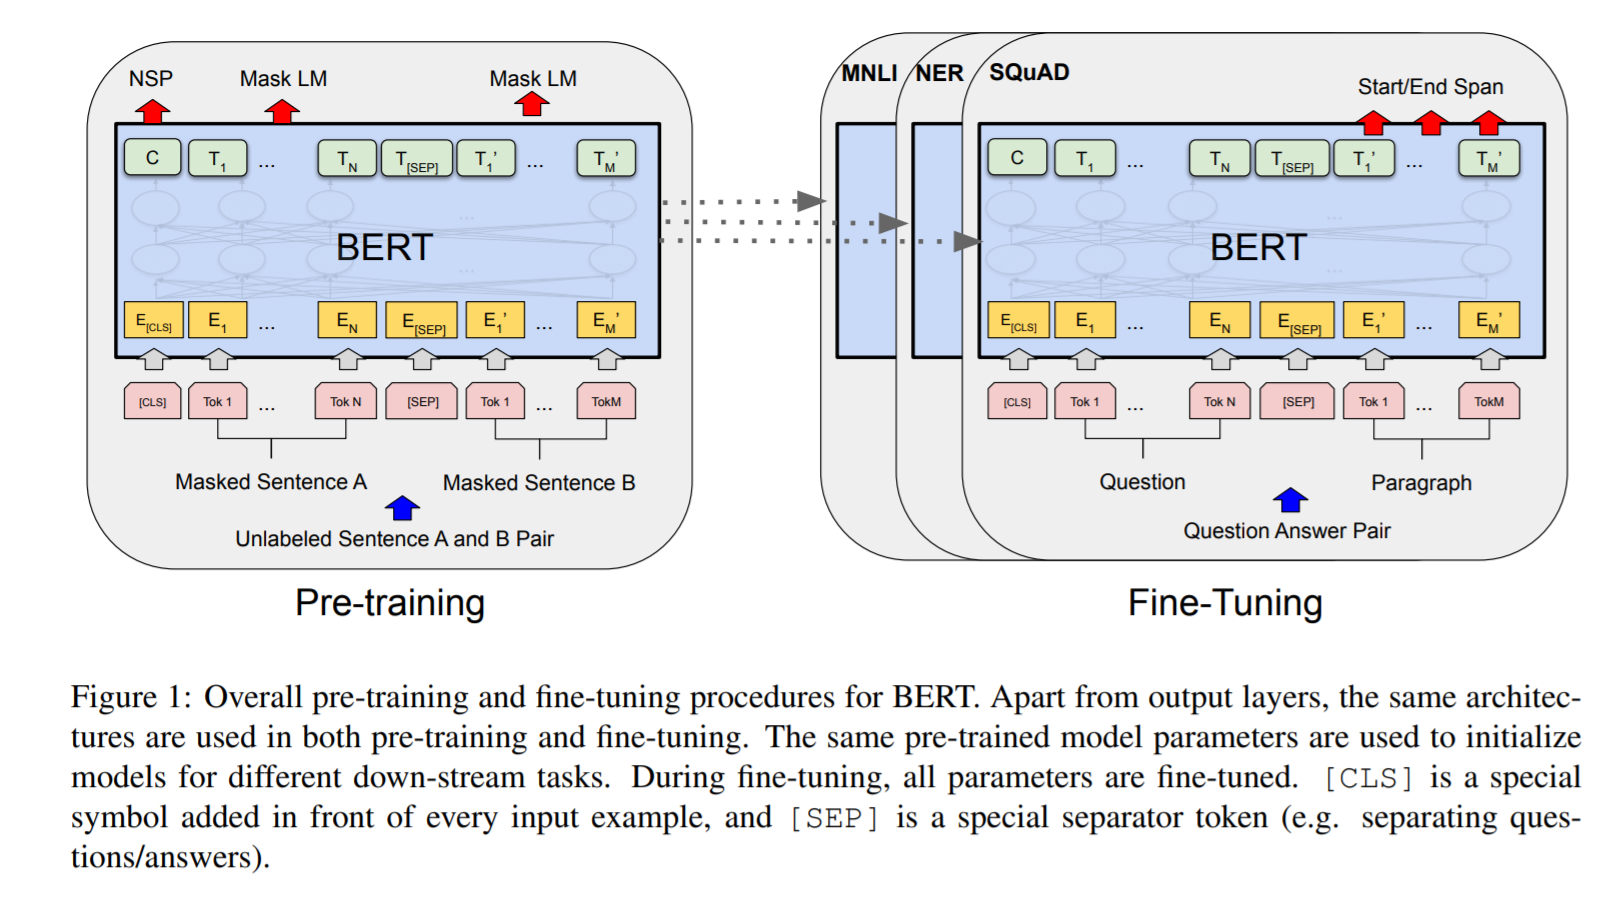 NSP Mask LM Mask LM
C T1 ... TN T[SEP] T1’ ... TM’
BERT
E[CLS] E1 ... EN E[SEP] E1’ ... EM’
[CLS] Tok 1 ... Tok N [SEP] Tok 1 ... TokM
Masked Sentence A Masked Sentence B
Unlabeled Sentence A and B Pair
Pre-training
MNLI NER SQuAD
Start/End Span
C T1 ... TN T[SEP] T1’ ... TM’
BERT
E[CLS] E1 ... EN E[SEP] E1’ ... EM’
[CLS] Tok 1 ... Tok N [SEP] Tok 1 ... TokM
Question Paragraph
Question Answer Pair
Fine-Tuning
Figure 1: Overall pre-training and fine-tuning procedures for BERT. Apart from output layers, the same architec-
tures are used in both pre-training and fine-tuning. The same pre-trained model parameters are used to initialize
models for different down-stream tasks. During fine-tuning, all parameters are fine-tuned. [CLS] is a special
symbol added in front of every input example, and [SEP] is a special separator token (e.g. separating ques-
tions/answers).